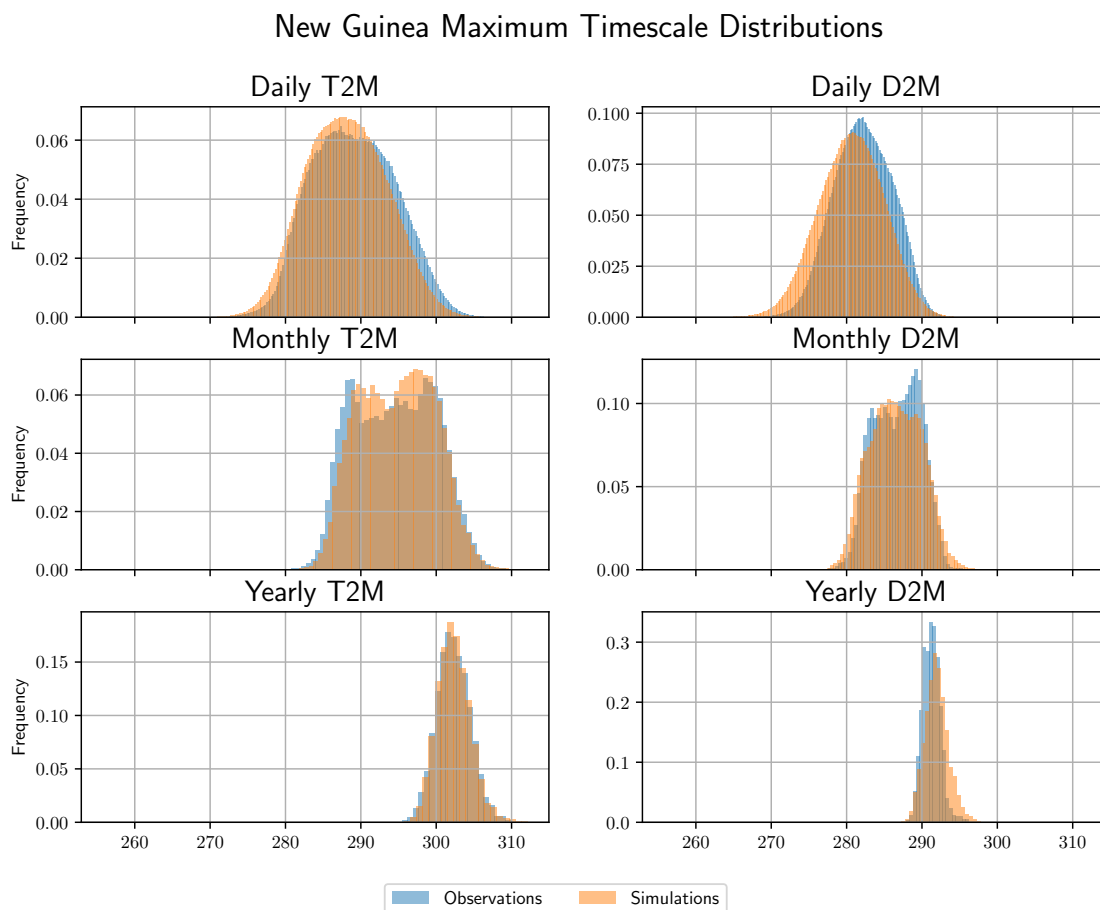 New Guinea Maximum Timescale Distributions
Daily T2M
Daily D2M
Frequency
0.06
0.04
0.02
0.00
0.100
0.075
0.050
0.025
0.000
Monthly T2M
Monthly D2M
Frequency
0.06
0.04
0.02
0.00
0.10
0.05
0.00
Yearly T2M
Yearly D2M
Frequency
0.15
0.10
0.05
0.00
0.3
0.2
0.1
0.0
260 270 280 290 300 310
260 270 280 290 300 310
Observations Simulations